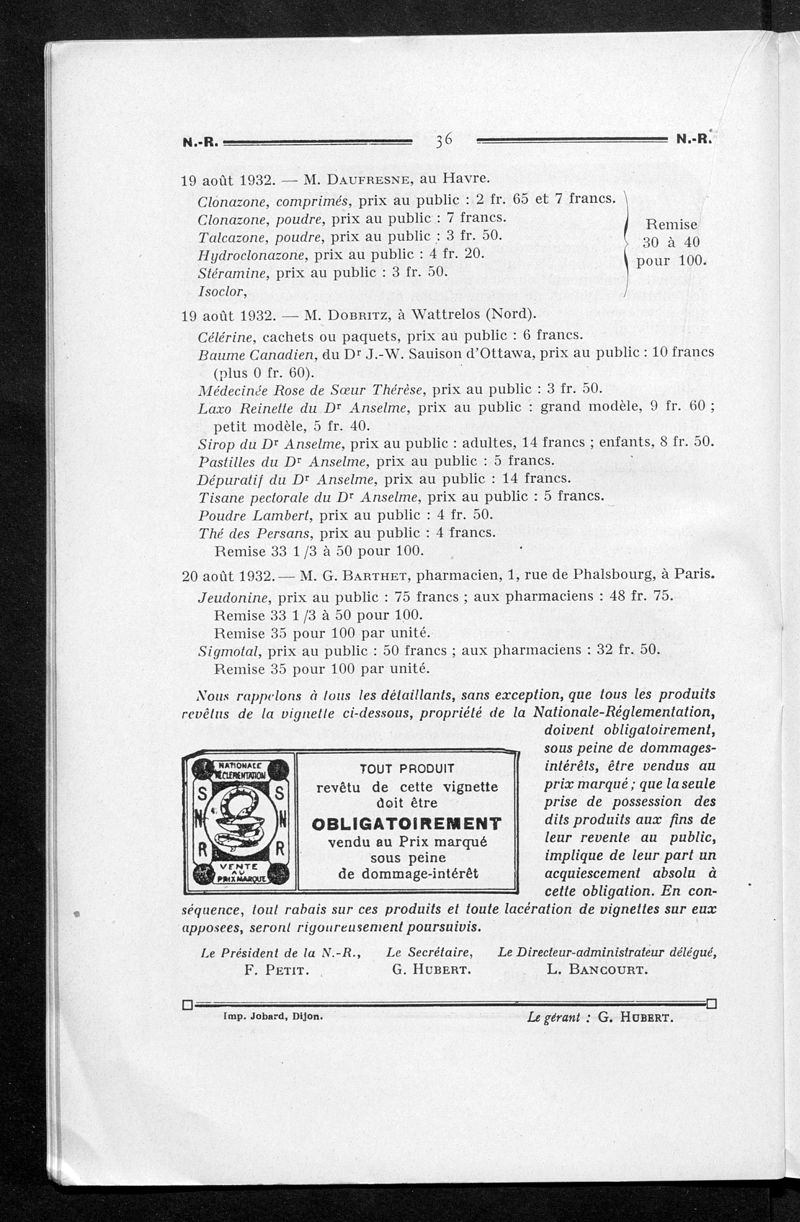 N.-R. 36 N.-R.
19 août 1932. — M. DAUFRESNE, au Havre.
Clonazone, comprimés, prix au public : 2 fr. 65 et 7 francs.
Clonazone, poudre, prix au public : 7 francs.
Talcazone, poudre, prix au public : 3 fr. 50.
Hydroclonazone, prix au public : 4 fr. 20.
Stéramine, prix au public : 3 fr. 50.
Isoclor,
Remise
30 à 40
pour 100.
19 août 1932. — M. DOBRITZ, à Wattrelos (Nord).
Célérine, cachets ou paquets, prix au public : 6 francs.
Baume Canadien, du Dr J.-W. Sauison d'Ottawa, prix au public : 10 francs
(plus 0 fr. 60).
Médecinée Rose de Sœur Thérèse, prix au public : 3 fr. 50.
Laxo Reinette du Dr Anselme, prix au public : grand modèle, 9 fr. 60 ;
petit modèle, 5 fr. 40.
Sirop du Dr Anselme, prix au public : adultes, 14 francs ; enfants, 8 fr. 50.
Pastilles du Dr Anselme, prix au public : 5 francs.
Dépuratif du Dr Anselme, prix au public : 14 francs.
Tisane pectorale du Dr Anselme, prix au public : 5 francs.
Poudre Lambert, prix au public : 4 fr. 50.
Thé des Persans, prix au public : 4 francs.
Remise 33 1/3 à 50 pour 100.
20 août 1932. — M. G. BARTHET, pharmacien, 1, rue de Phalsbourg, à Paris.
Jeudonine, prix au public : 75 francs ; aux pharmaciens : 48 fr. 75.
Remise 33 1/3 à 50 pour 100.
Remise 35 pour 100 par unité.
Sigmotal, prix au public : 50 francs ; aux pharmaciens : 32 fr. 50.
Remise 35 pour 100 par unité.
Nous rappelons à tous les détaillants, sans exception, que tous les produits
revêtus de la vignette ci-dessous, propriété de la Nationale-Réglementation,
doivent obligatoirement,
sous peine de dommages-
intérêts, être vendus au
prix marqué ; que la seule
prise de possession des
dits produits aux fins de
leur revente au public,
implique de leur part un
acquiescement absolu à
cette obligation. En con-
séquence, tout rabais sur ces produits et toute lacération de vignettes sur eux
apposées, seront rigoureusement poursuivis.
NATIONALE
RÉGLEMENTATION
S S
N N
R R
VENTE
AU
PRIX MARQUÉ
TOUT PRODUIT
revêtu de cette vignette
doit être
OBLIGATOIREMENT
vendu au Prix marqué
sous peine
de dommage-intérêt
Le Président de la N.-R., Le Secrétaire, Le Directeur-administrateur délégué,
F. PETIT. G. HUBERT. L. BANCOURT.
Imp. Jobard, Dijon. Le gérant : G. HUBERT.